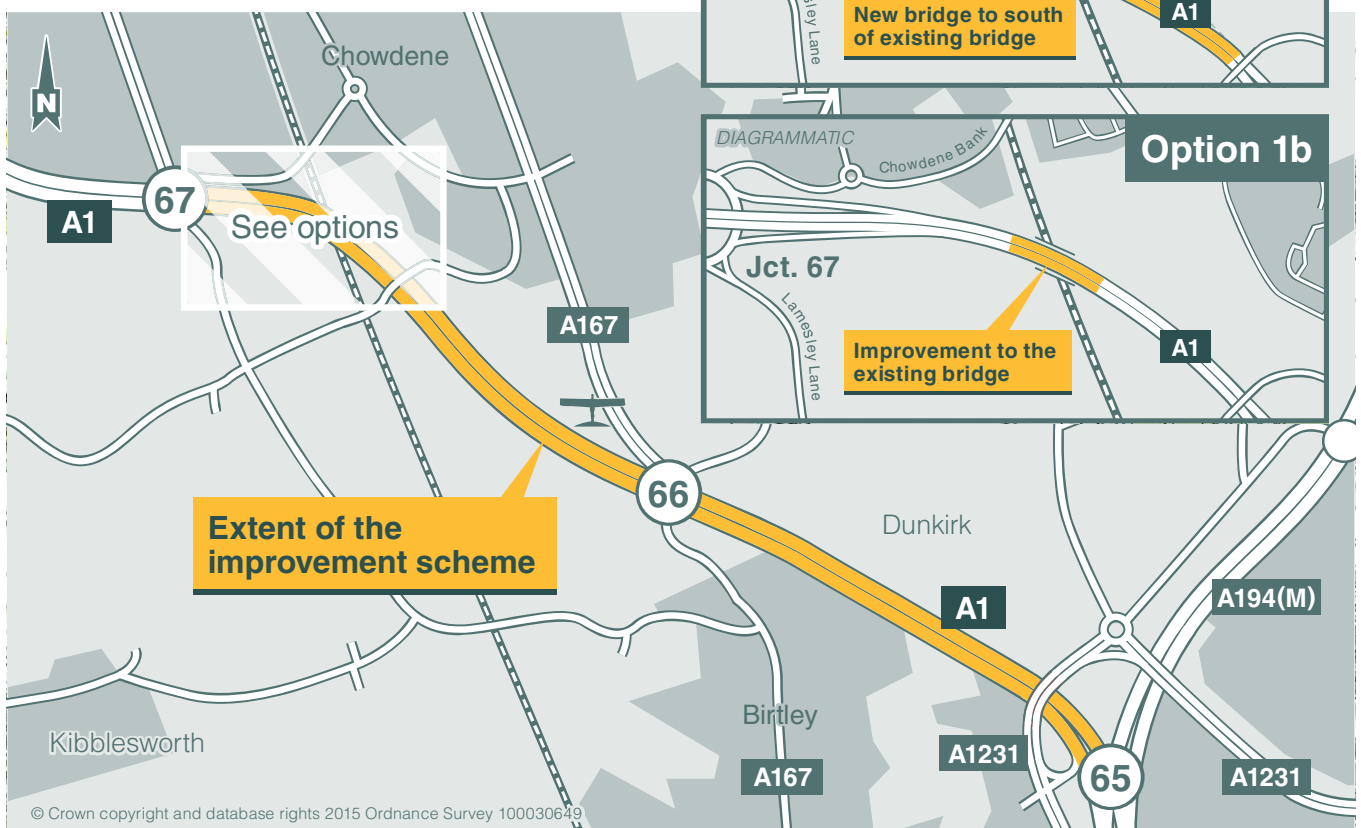 New bridge to south
of existing bridge
A1
Lane
Chowdene
N
67
A1
See options
A167
DIAGRAMMATIC
Chowdene Bank
Option 1b
Jct. 67
Lamesley Lane
Improvement to the
existing bridge
A1
66
Extent of the
improvement scheme
Dunkirk
A1
A194(M)
Birtley
Kibblesworth
A1231
65
A167
A1231
© Crown copyright and database rights 2015 Ordnance Survey 100030649